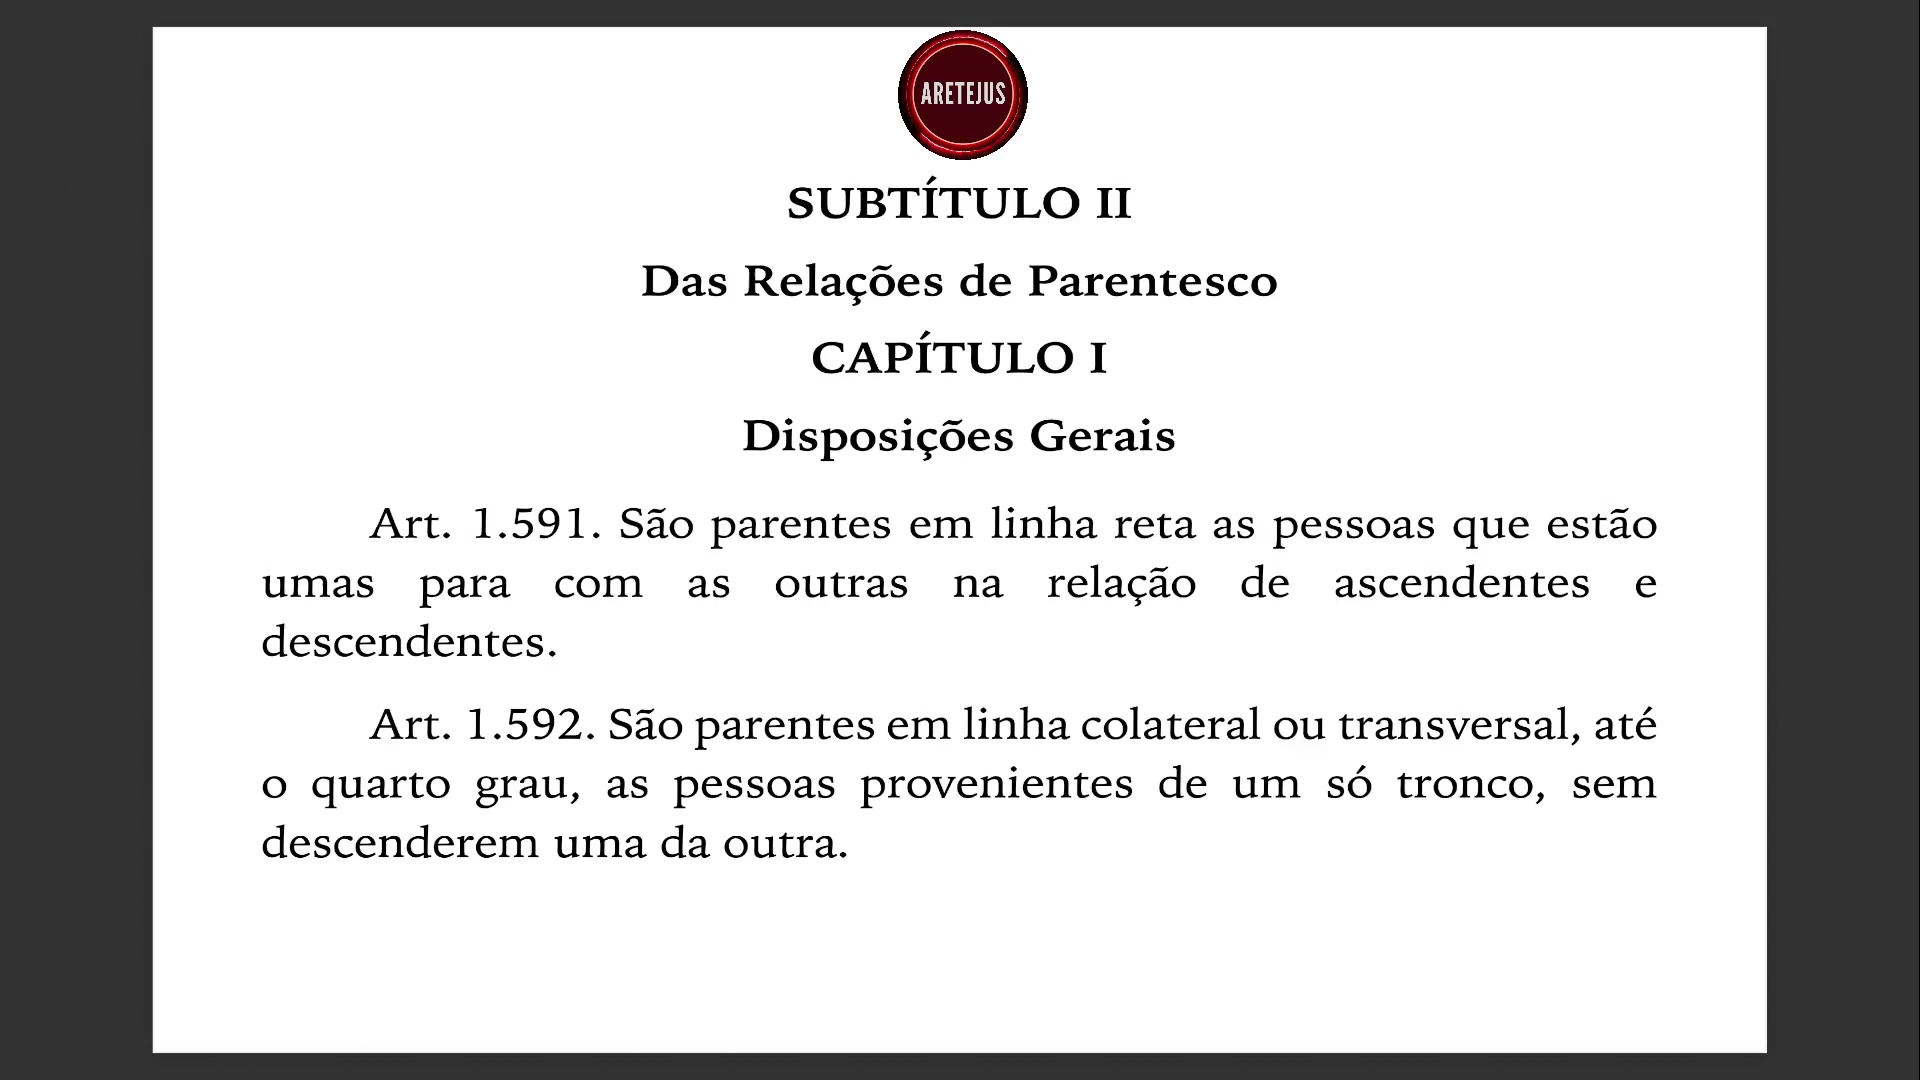 ARETEJUS
SUBTÍTULO II
Das Relações de Parentesco
CAPÍTULO I
Disposições Gerais
Art. 1.591. São parentes em linha reta as pessoas que estão
umas para com as outras na relação de ascendentes e
descendentes.
Art. 1.592. São parentes em linha colateral ou transversal, até
o quarto grau, as pessoas provenientes de um só tronco, sem
descenderem uma da outra.